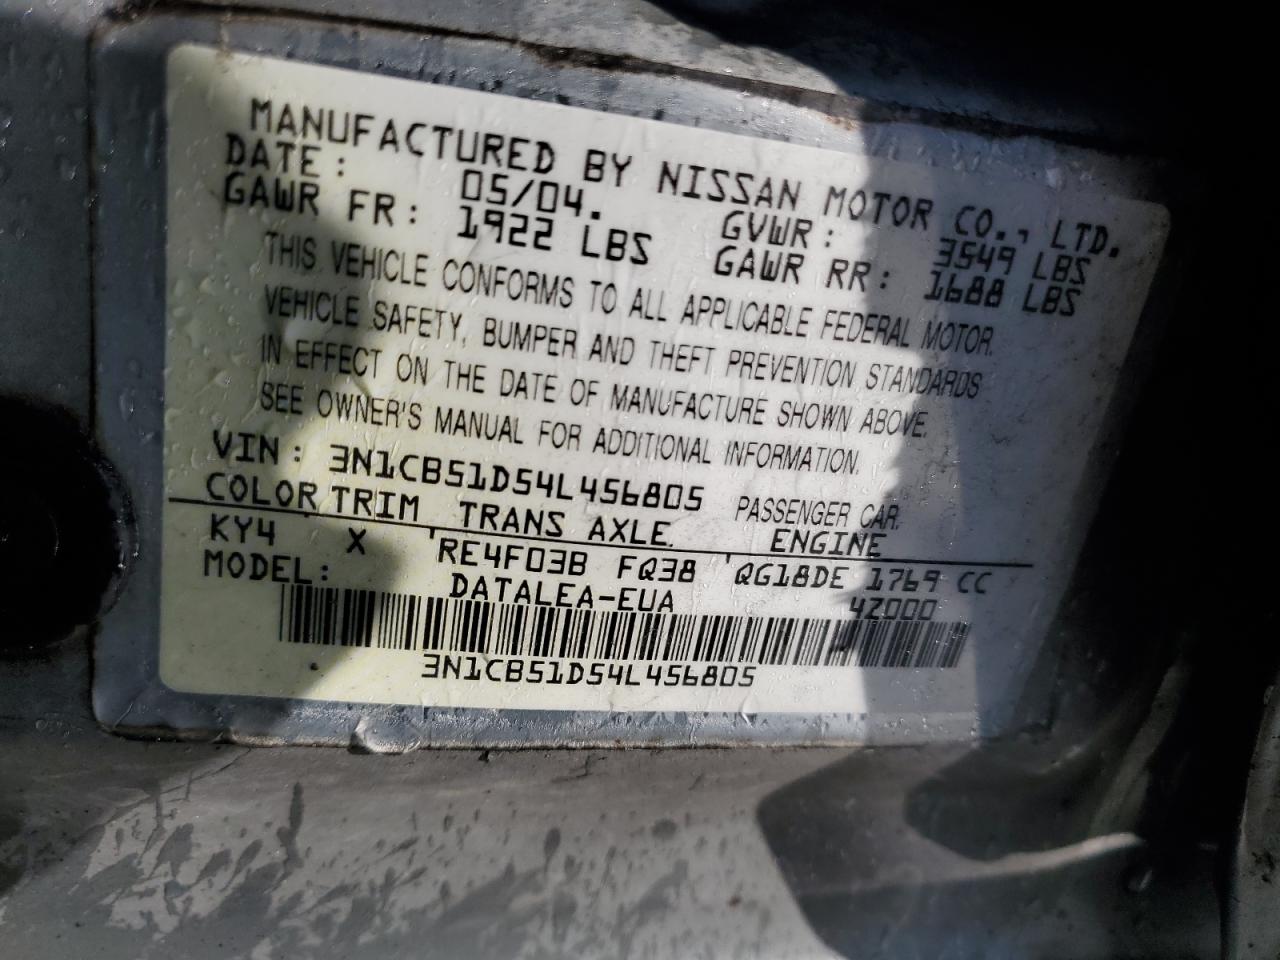 MANUFACTURED BY NISSAN MOTOR CO., LTD.
DATE: 05/04. GVWR: 3549 LBS
GAWR FR: 1922 LBS GAWR RR: 1688 LBS
THIS VEHICLE CONFORMS TO ALL APPLICABLE FEDERAL MOTOR
VEHICLE SAFETY, BUMPER AND THEFT PREVENTION STANDARDS
IN EFFECT ON THE DATE OF MANUFACTURE SHOWN ABOVE.
SEE OWNER'S MANUAL FOR ADDITIONAL INFORMATION.
VIN: 3N1CB51D54L456805 PASSENGER CAR.
COLOR TRIM TRANS AXLE ENGINE
KY4 X RE4F03B FQ38 QG18DE 1769 CC
MODEL: DATALEA-EUA 4Z000
3N1CB51D54L456805